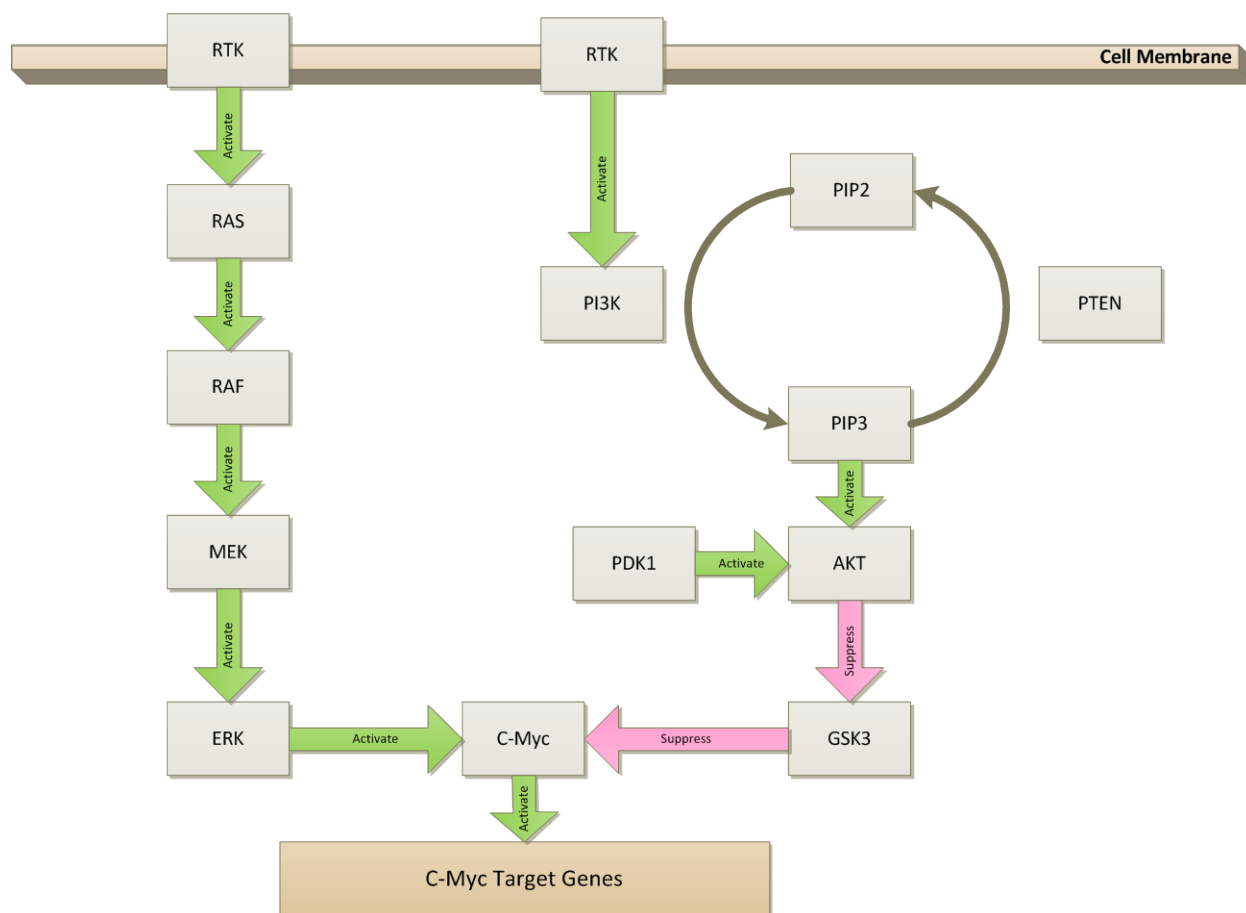 RTK
RTK
Cell Membrane
Activate
Activate
PIP2
RAS
Activate
PI3K
PTEN
RAF
PIP3
Activate
Activate
MEK
PDK1
Activate
AKT
Activate
Suppress
ERK
Activate
C-Myc
Suppress
GSK3
Activate
C-Myc Target Genes